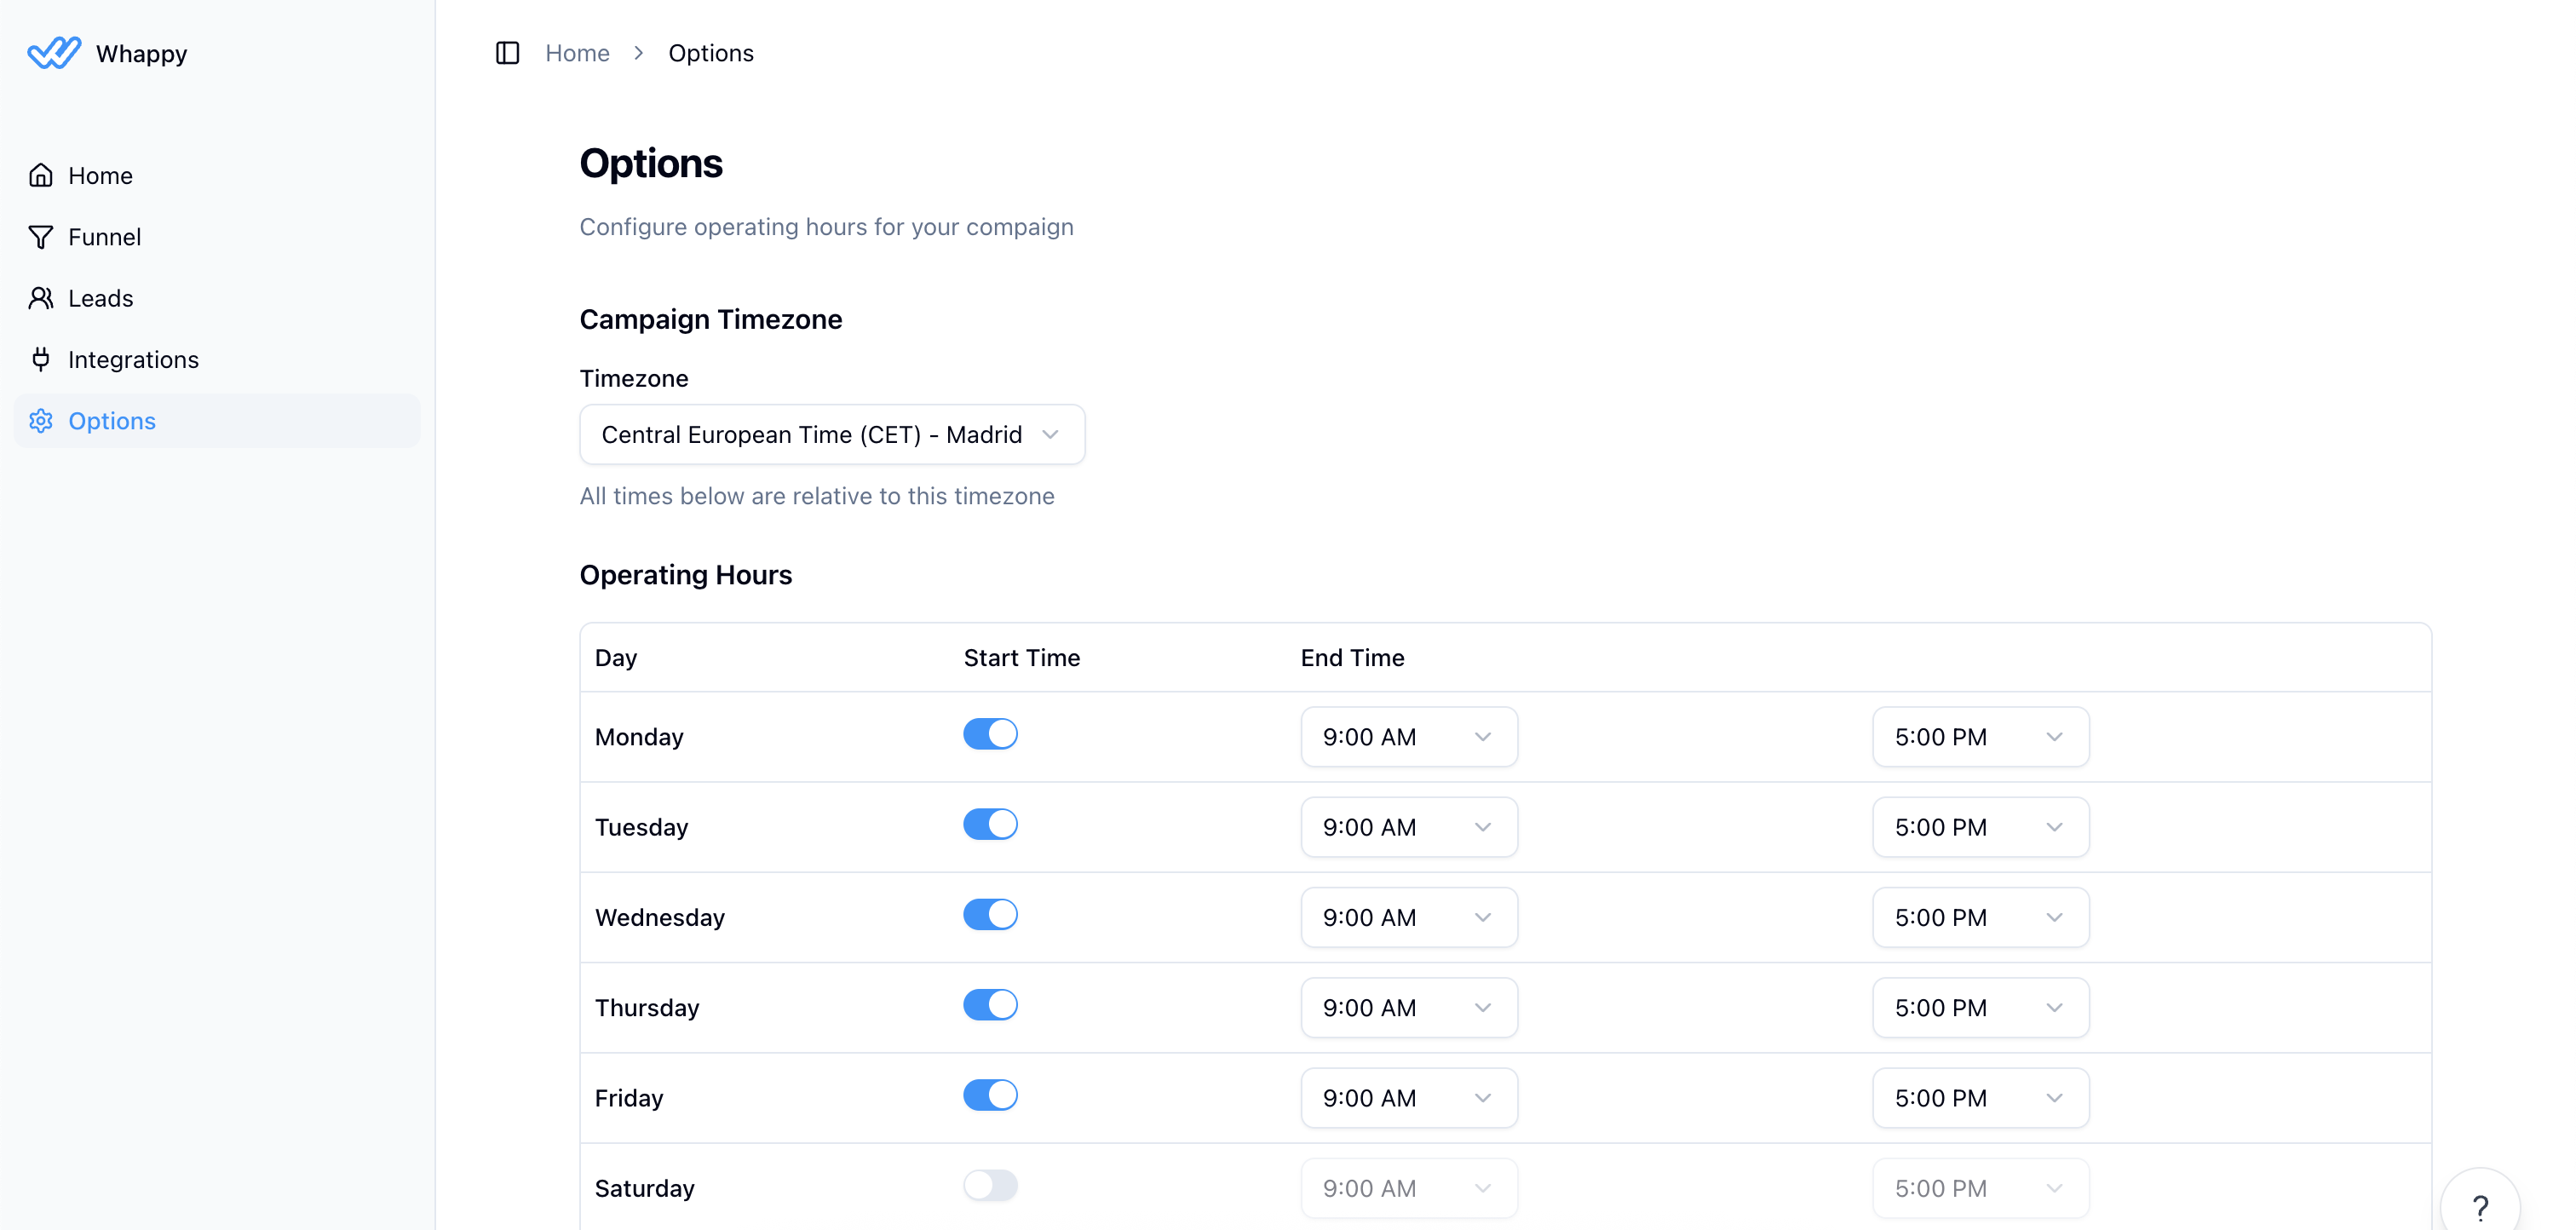 Whappy
Home
Funnel
Leads
Integrations
Options
Home > Options
Options
Configure operating hours for your compaign
Campaign Timezone
Timezone
Central European Time (CET) - Madrid
All times below are relative to this timezone
Operating Hours
Day Start Time End Time
Monday 9:00 AM 5:00 PM
Tuesday 9:00 AM 5:00 PM
Wednesday 9:00 AM 5:00 PM
Thursday 9:00 AM 5:00 PM
Friday 9:00 AM 5:00 PM
Saturday 9:00 AM 5:00 PM
?